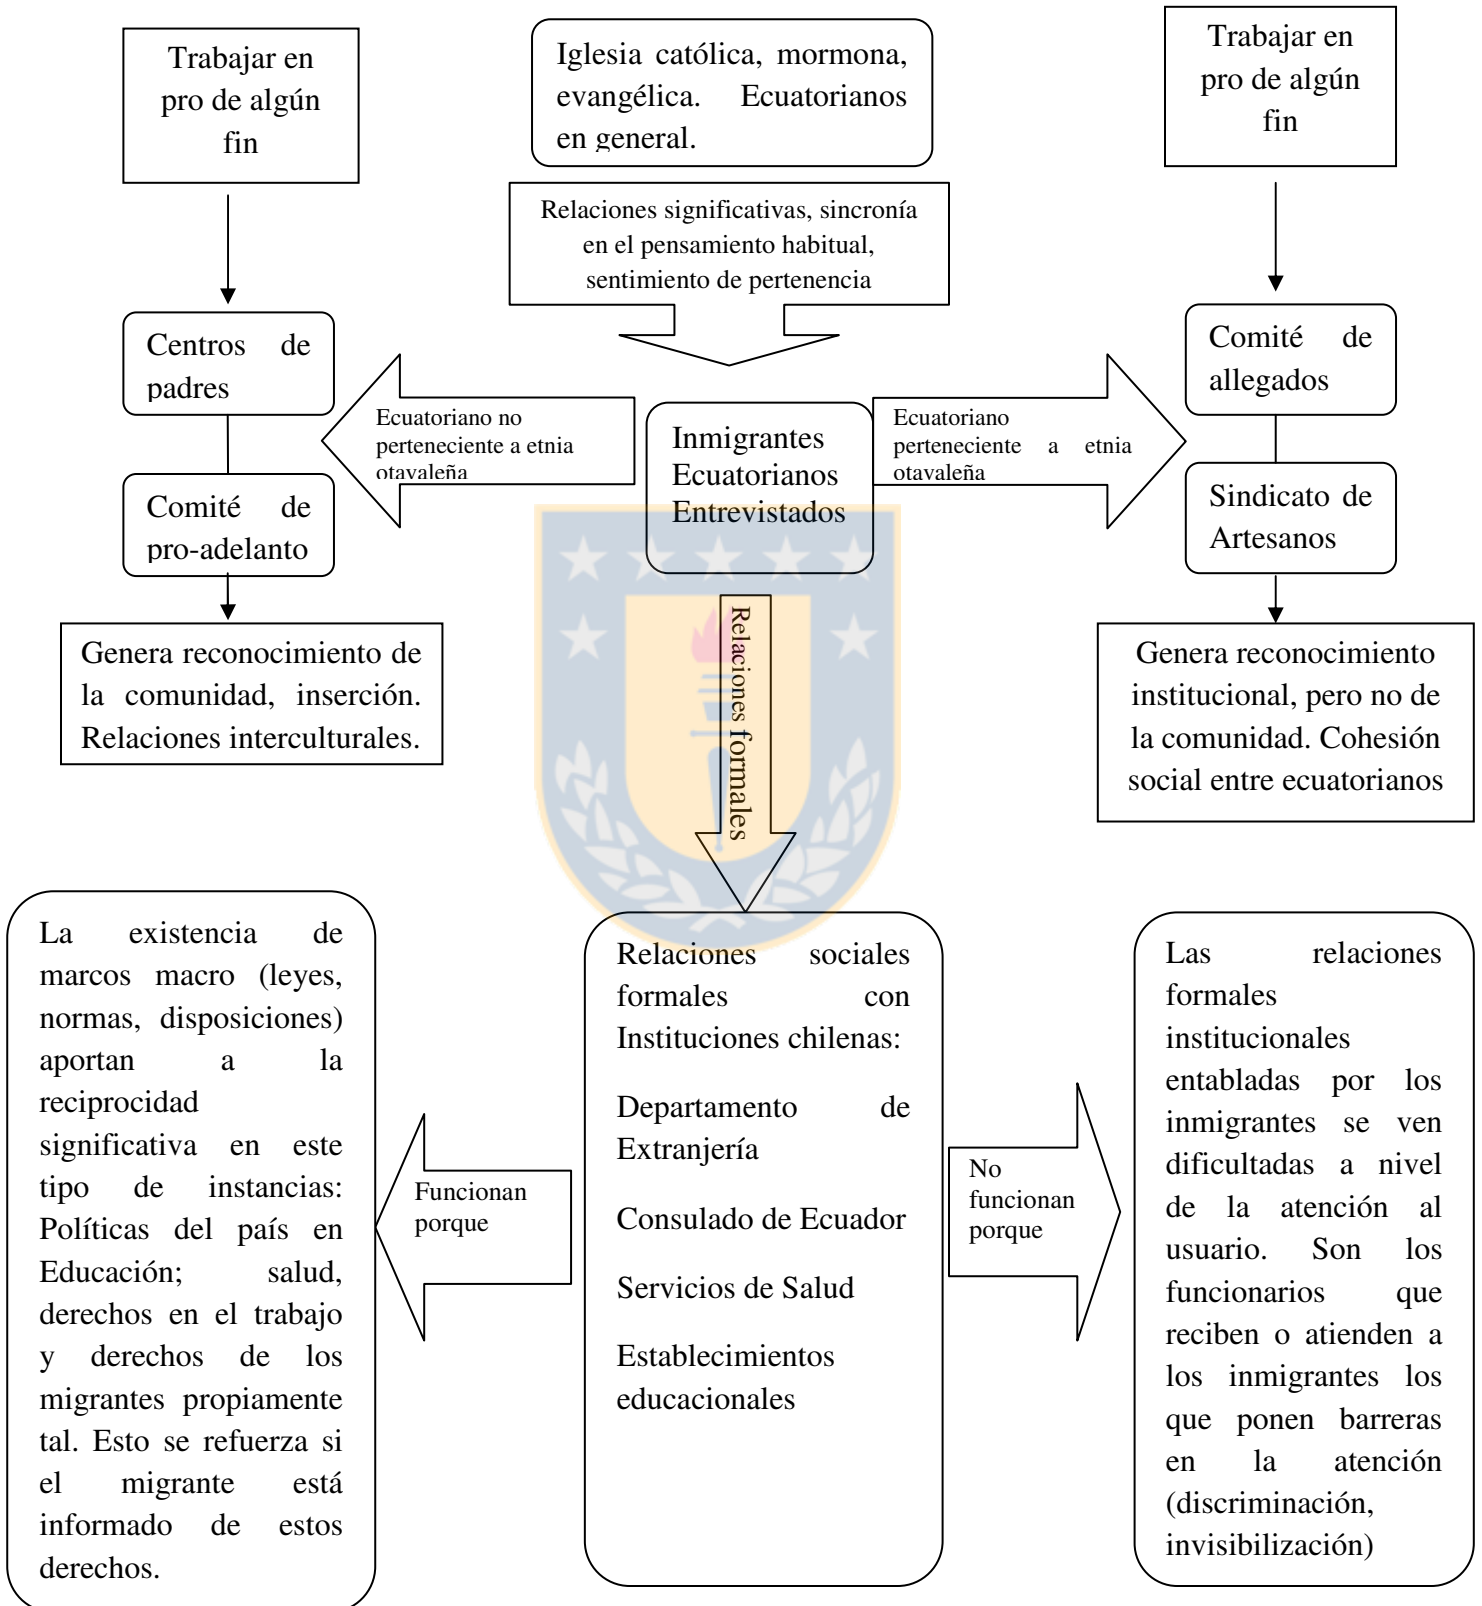 Trabajar en
pro de algún
fin
Iglesia católica, mormona,
evangélica. Ecuatorianos
en general.
Trabajar en
pro de algún
fin
Relaciones significativas, sincronía
en el pensamiento habitual,
sentimiento de pertenencia
Centros de
padres
Comité de
pro-adelanto
Ecuatoriano no
perteneciente a etnia
otavaleña
Inmigrantes
Ecuatorianos
Entrevistados
Ecuatoriano
perteneciente a etnia
otavaleña
Comité de
allegados
Sindicato de
Artesanos
Genera reconocimiento de
la comunidad, inserción.
Relaciones interculturales.
Relaciones formales
Genera reconocimiento
institucional, pero no de
la comunidad. Cohesión
social entre ecuatorianos
La existencia de
marcos macro (leyes,
normas, disposiciones)
aportan a la
reciprocidad
significativa en este
tipo de instancias:
Políticas del país en
Educación; salud,
derechos en el trabajo
y derechos de los
migrantes propiamente
tal. Esto se refuerza si
el migrante está
informado de estos
derechos.
Funcionan
porque
Relaciones sociales
formales con
Instituciones chilenas:
Departamento de
Extranjería
Consulado de Ecuador
Servicios de Salud
Establecimientos
educacionales
No
funcionan
porque
Las relaciones
formales
institucionales
entabladas por los
inmigrantes se ven
dificultadas a nivel
de la atención al
usuario. Son los
funcionarios que
reciben o atienden a
los inmigrantes los
que ponen barreras
en la atención
(discriminación,
invisibilización)